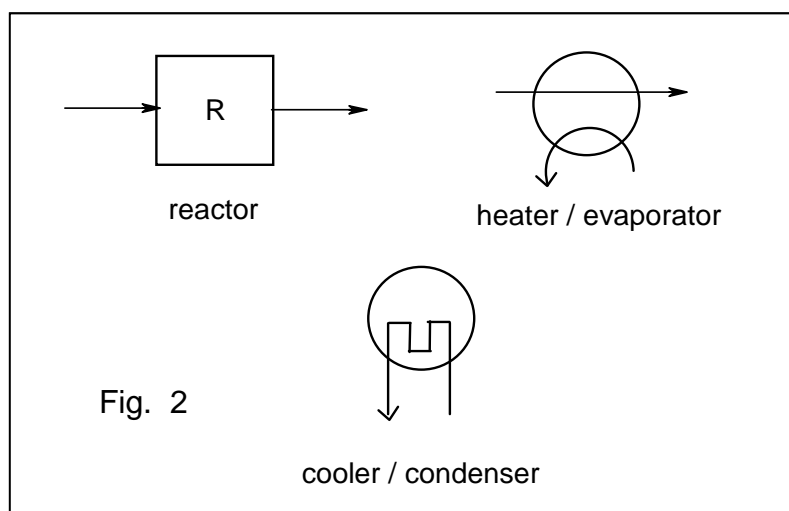 R
reactor
heater / evaporator
Fig. 2
cooler / condenser